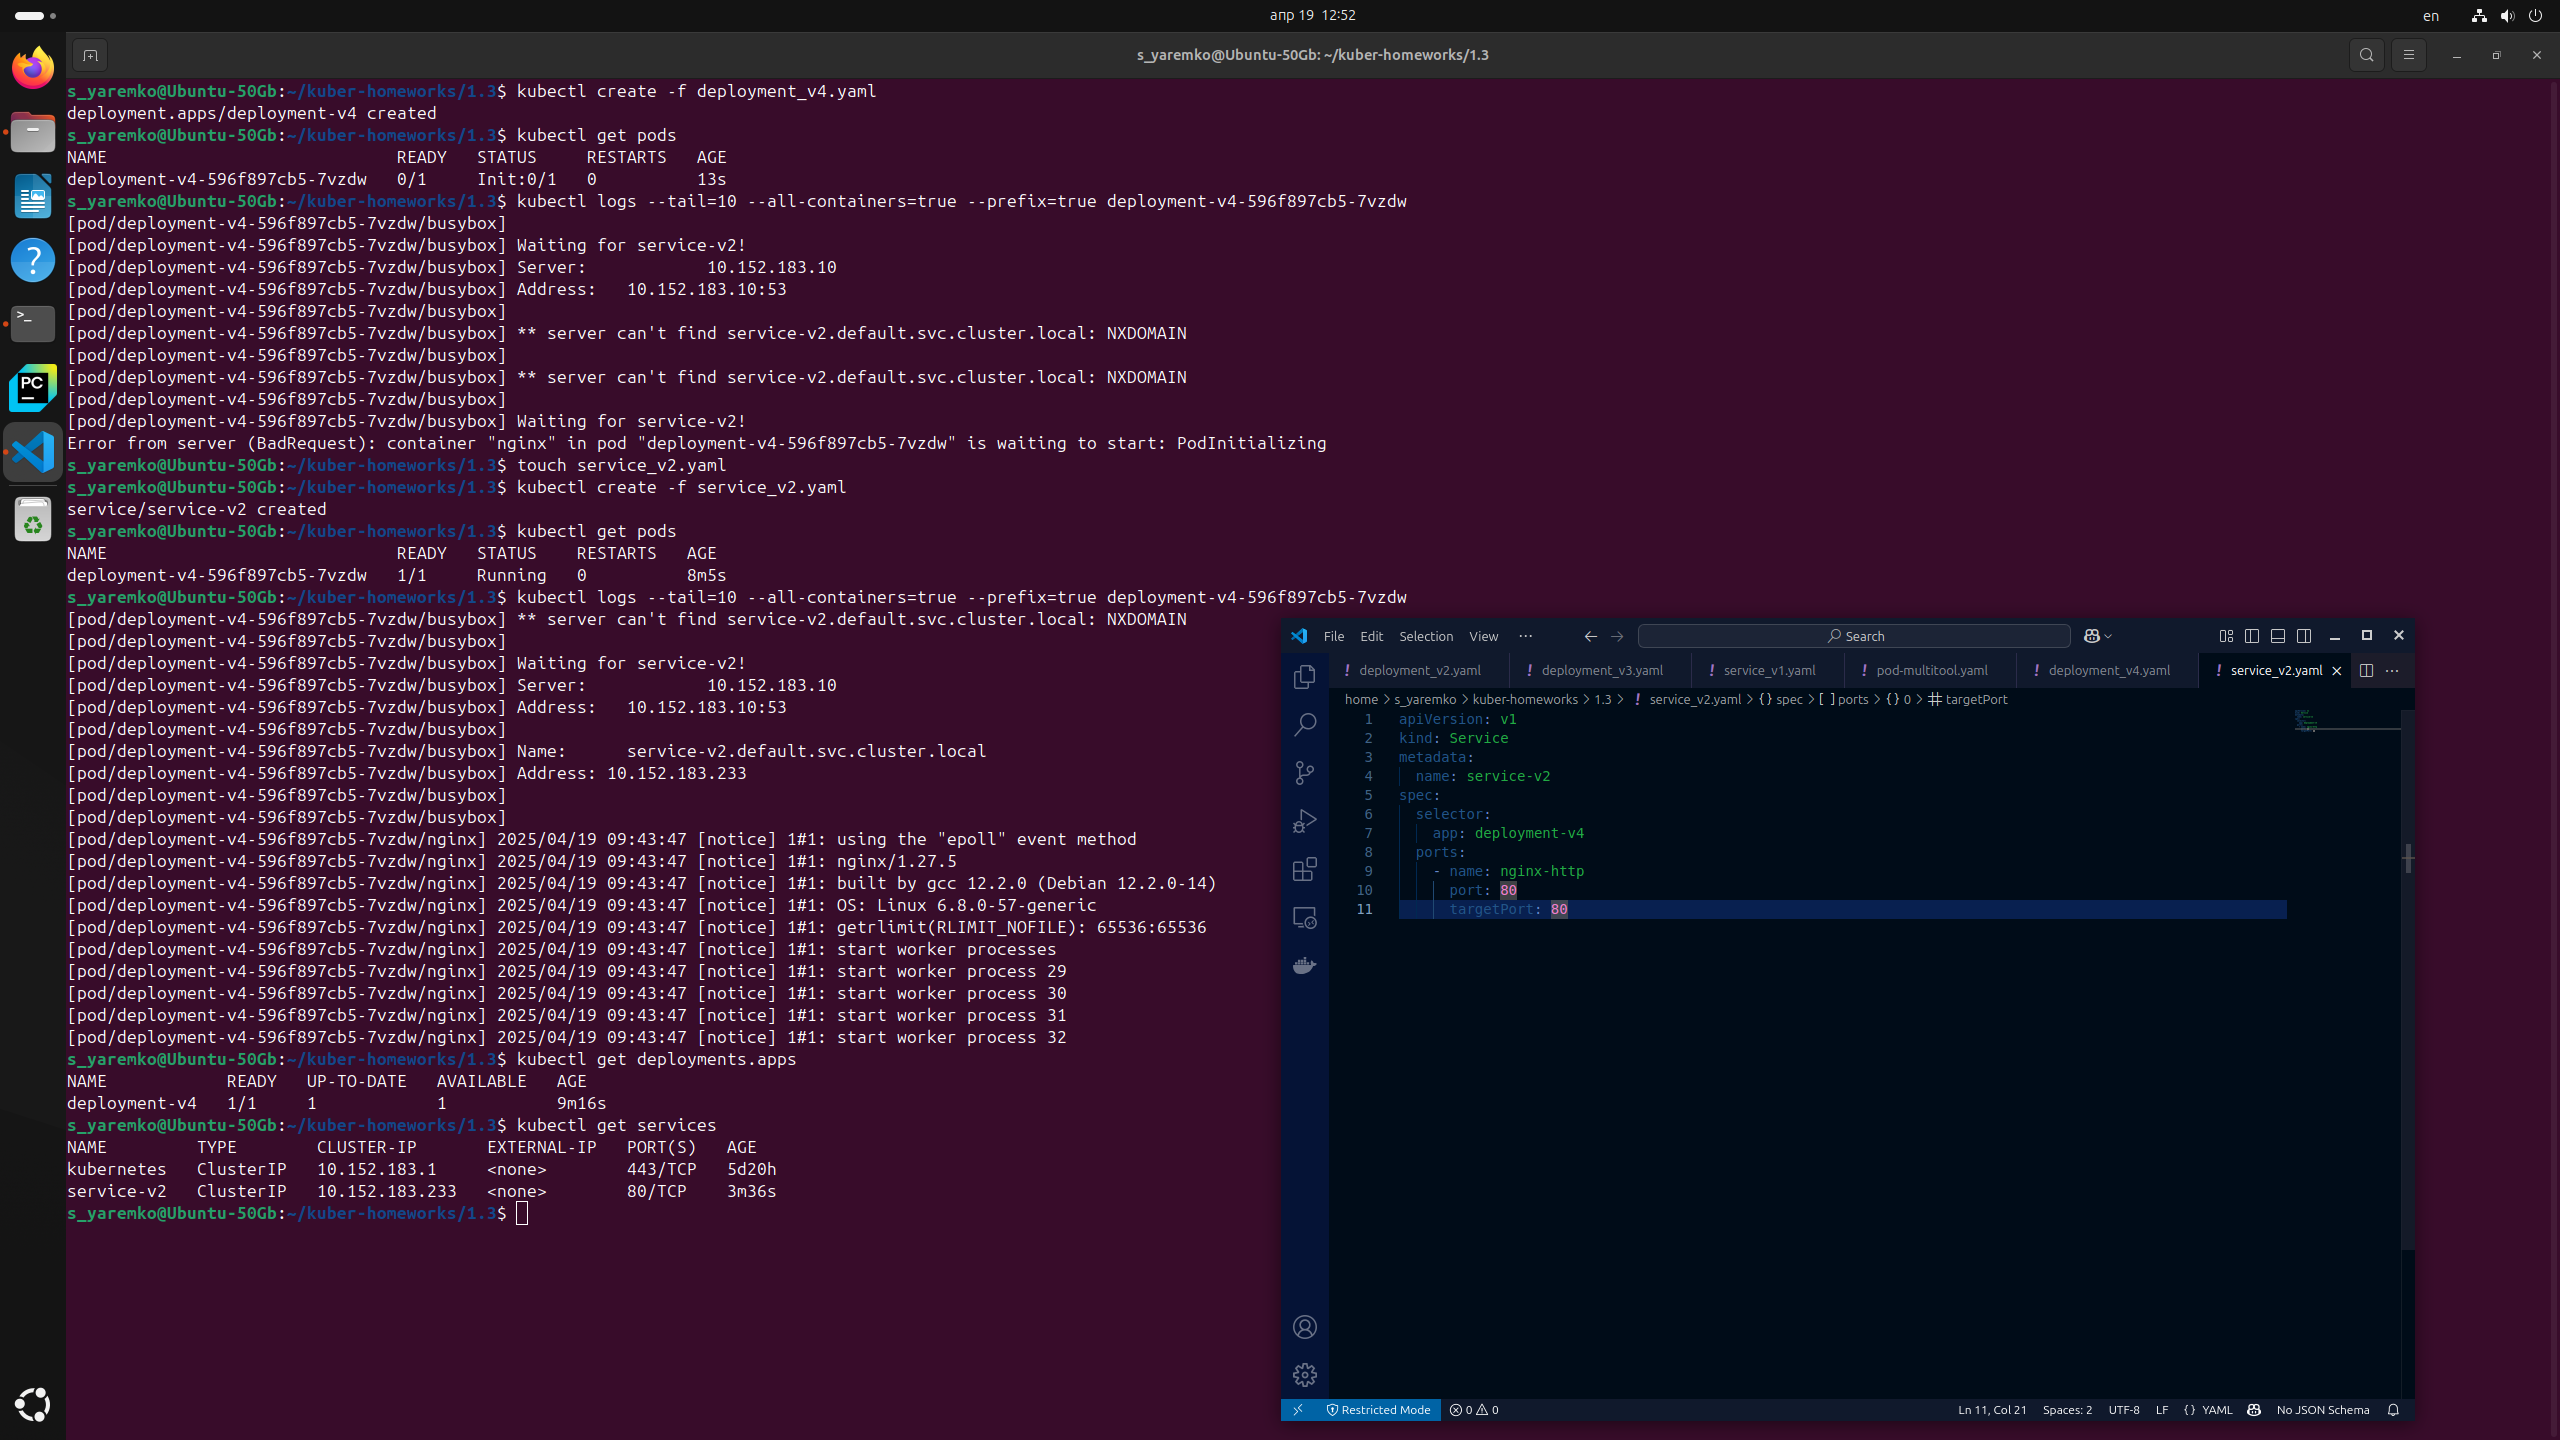 апр 19 12:52
en
s_yaremko@Ubuntu-50Gb: ~/kuber-homeworks/1.3
s_yaremko@Ubuntu-50Gb:~/kuber-homeworks/1.3$ kubectl create -f deployment_v4.yaml
deployment.apps/deployment-v4 created
s_yaremko@Ubuntu-50Gb:~/kuber-homeworks/1.3$ kubectl get pods
NAME                             READY   STATUS     RESTARTS   AGE
deployment-v4-596f897cb5-7vzdw   0/1     Init:0/1   0          13s
s_yaremko@Ubuntu-50Gb:~/kuber-homeworks/1.3$ kubectl logs --tail=10 --all-containers=true --prefix=true deployment-v4-596f897cb5-7vzdw
[pod/deployment-v4-596f897cb5-7vzdw/busybox]
[pod/deployment-v4-596f897cb5-7vzdw/busybox] Waiting for service-v2!
[pod/deployment-v4-596f897cb5-7vzdw/busybox] Server:            10.152.183.10
[pod/deployment-v4-596f897cb5-7vzdw/busybox] Address:   10.152.183.10:53
[pod/deployment-v4-596f897cb5-7vzdw/busybox]
[pod/deployment-v4-596f897cb5-7vzdw/busybox] ** server can't find service-v2.default.svc.cluster.local: NXDOMAIN
[pod/deployment-v4-596f897cb5-7vzdw/busybox]
[pod/deployment-v4-596f897cb5-7vzdw/busybox] ** server can't find service-v2.default.svc.cluster.local: NXDOMAIN
[pod/deployment-v4-596f897cb5-7vzdw/busybox]
[pod/deployment-v4-596f897cb5-7vzdw/busybox] Waiting for service-v2!
Error from server (BadRequest): container "nginx" in pod "deployment-v4-596f897cb5-7vzdw" is waiting to start: PodInitializing
s_yaremko@Ubuntu-50Gb:~/kuber-homeworks/1.3$ touch service_v2.yaml
s_yaremko@Ubuntu-50Gb:~/kuber-homeworks/1.3$ kubectl create -f service_v2.yaml
service/service-v2 created
s_yaremko@Ubuntu-50Gb:~/kuber-homeworks/1.3$ kubectl get pods
NAME                             READY   STATUS    RESTARTS   AGE
deployment-v4-596f897cb5-7vzdw   1/1     Running   0          8m5s
s_yaremko@Ubuntu-50Gb:~/kuber-homeworks/1.3$ kubectl logs --tail=10 --all-containers=true --prefix=true deployment-v4-596f897cb5-7vzdw
[pod/deployment-v4-596f897cb5-7vzdw/busybox] ** server can't find service-v2.default.svc.cluster.local: NXDOMAIN
[pod/deployment-v4-596f897cb5-7vzdw/busybox]
[pod/deployment-v4-596f897cb5-7vzdw/busybox] Waiting for service-v2!
[pod/deployment-v4-596f897cb5-7vzdw/busybox] Server:            10.152.183.10
[pod/deployment-v4-596f897cb5-7vzdw/busybox] Address:   10.152.183.10:53
[pod/deployment-v4-596f897cb5-7vzdw/busybox]
[pod/deployment-v4-596f897cb5-7vzdw/busybox] Name:      service-v2.default.svc.cluster.local
[pod/deployment-v4-596f897cb5-7vzdw/busybox] Address: 10.152.183.233
[pod/deployment-v4-596f897cb5-7vzdw/busybox]
[pod/deployment-v4-596f897cb5-7vzdw/busybox]
[pod/deployment-v4-596f897cb5-7vzdw/nginx] 2025/04/19 09:43:47 [notice] 1#1: using the "epoll" event method
[pod/deployment-v4-596f897cb5-7vzdw/nginx] 2025/04/19 09:43:47 [notice] 1#1: nginx/1.27.5
[pod/deployment-v4-596f897cb5-7vzdw/nginx] 2025/04/19 09:43:47 [notice] 1#1: built by gcc 12.2.0 (Debian 12.2.0-14)
[pod/deployment-v4-596f897cb5-7vzdw/nginx] 2025/04/19 09:43:47 [notice] 1#1: OS: Linux 6.8.0-57-generic
[pod/deployment-v4-596f897cb5-7vzdw/nginx] 2025/04/19 09:43:47 [notice] 1#1: getrlimit(RLIMIT_NOFILE): 65536:65536
[pod/deployment-v4-596f897cb5-7vzdw/nginx] 2025/04/19 09:43:47 [notice] 1#1: start worker processes
[pod/deployment-v4-596f897cb5-7vzdw/nginx] 2025/04/19 09:43:47 [notice] 1#1: start worker process 29
[pod/deployment-v4-596f897cb5-7vzdw/nginx] 2025/04/19 09:43:47 [notice] 1#1: start worker process 30
[pod/deployment-v4-596f897cb5-7vzdw/nginx] 2025/04/19 09:43:47 [notice] 1#1: start worker process 31
[pod/deployment-v4-596f897cb5-7vzdw/nginx] 2025/04/19 09:43:47 [notice] 1#1: start worker process 32
s_yaremko@Ubuntu-50Gb:~/kuber-homeworks/1.3$ kubectl get deployments.apps
NAME            READY   UP-TO-DATE   AVAILABLE   AGE
deployment-v4   1/1     1            1           9m16s
s_yaremko@Ubuntu-50Gb:~/kuber-homeworks/1.3$ kubectl get services
NAME         TYPE        CLUSTER-IP       EXTERNAL-IP   PORT(S)   AGE
kubernetes   ClusterIP   10.152.183.1     <none>        443/TCP   5d20h
service-v2   ClusterIP   10.152.183.233   <none>        80/TCP    3m36s
s_yaremko@Ubuntu-50Gb:~/kuber-homeworks/1.3$
PC
File Edit Selection View ··· Search
! deployment_v2.yaml ! deployment_v3.yaml ! service_v1.yaml ! pod-multitool.yaml ! deployment_v4.yaml ! service_v2.yaml
home > s_yaremko > kuber-homeworks > 1.3 > ! service_v2.yaml > {} spec > [ ] ports > {} 0 > targetPort
1 apiVersion: v1
2 kind: Service
3 metadata:
4   name: service-v2
5 spec:
6   selector:
7     app: deployment-v4
8   ports:
9     - name: nginx-http
10       port: 80
11       targetPort: 80
Restricted Mode 0 0 Ln 11, Col 21 Spaces: 2 UTF-8 LF {} YAML No JSON Schema